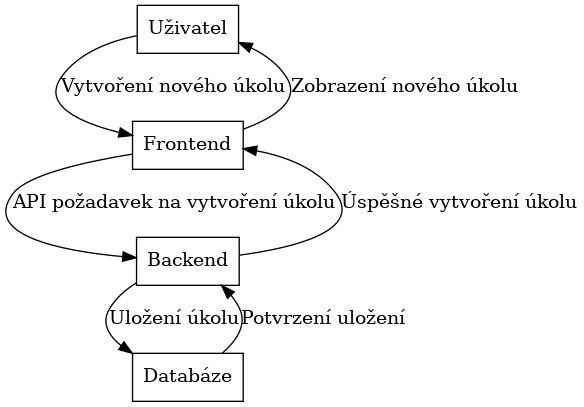 Uživatel
Vytvoření nového úkolu
Zobrazení nového úkolu
Frontend
API požadavek na vytvoření úkolu
Úspěšné vytvoření úkolu
Backend
Uložení úkolu
Potvrzení uložení
Databáze